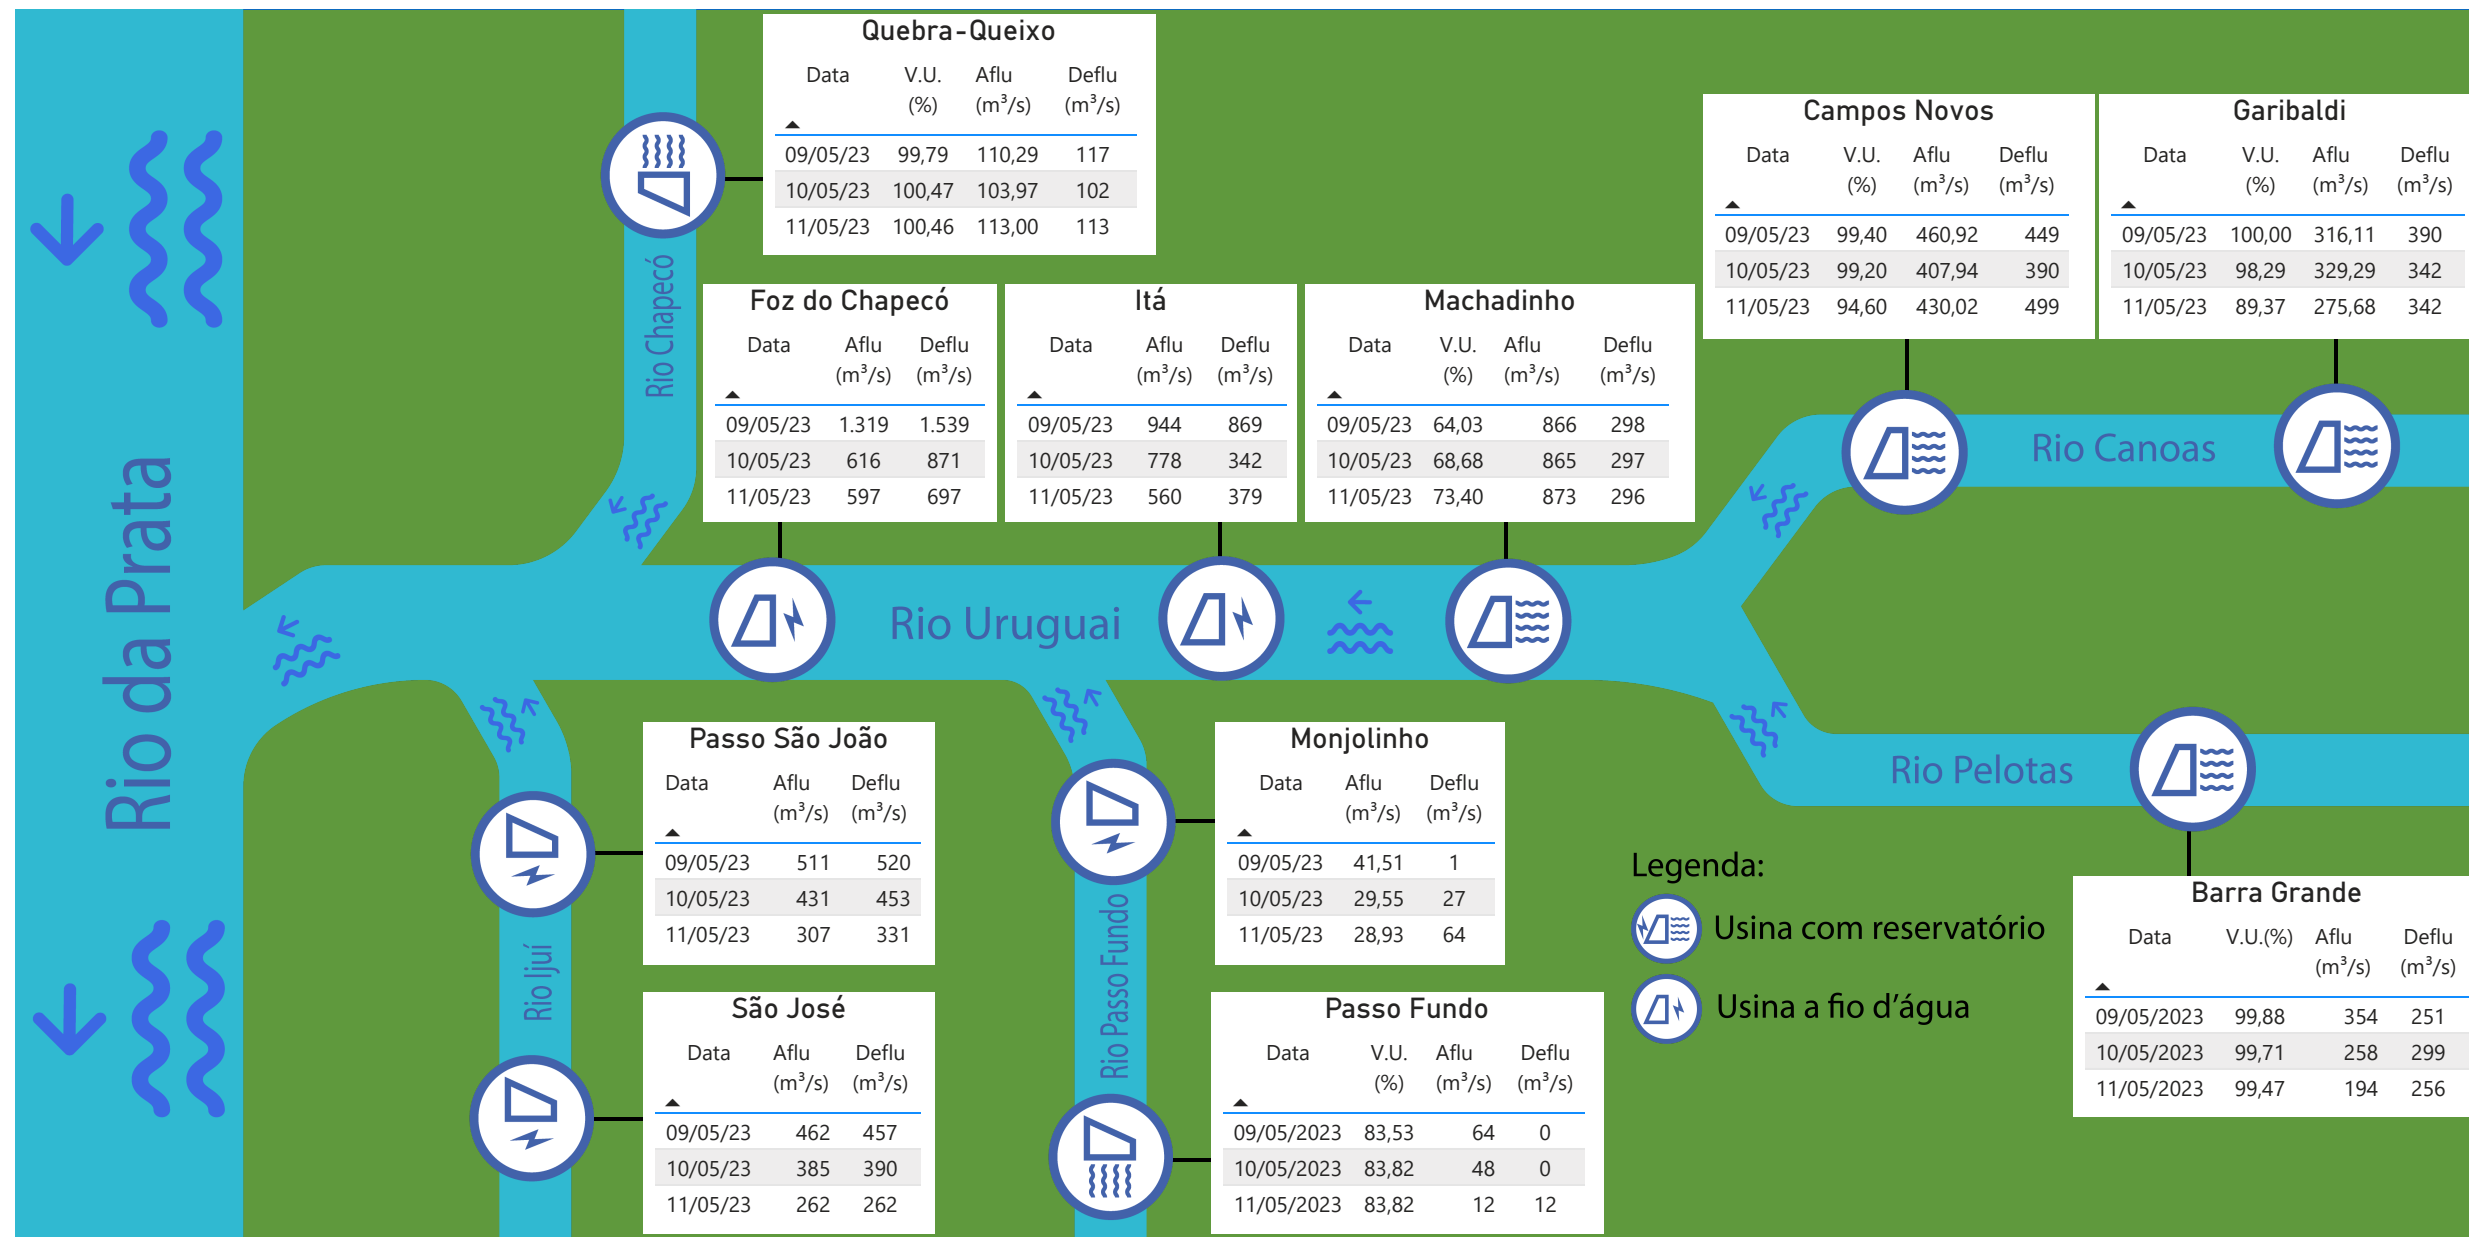 Quebra-Queixo
Data V.U. Aflu Deflu
(%) (m³/s) (m³/s)
09/05/23 99,79 110,29 117
10/05/23 100,47 103,97 102
11/05/23 100,46 113,00 113
Campos Novos
Data V.U. Aflu Deflu
(%) (m³/s) (m³/s)
09/05/23 99,40 460,92 449
10/05/23 99,20 407,94 390
11/05/23 94,60 430,02 499
Garibaldi
Data V.U. Aflu Deflu
(%) (m³/s) (m³/s)
09/05/23 100,00 316,11 390
10/05/23 98,29 329,29 342
11/05/23 89,37 275,68 342
Rio Chapecó
Foz do Chapecó
Data Aflu Deflu
(m³/s) (m³/s)
09/05/23 1.319 1.539
10/05/23 616 871
11/05/23 597 697
Itá
Data Aflu Deflu
(m³/s) (m³/s)
09/05/23 944 869
10/05/23 778 342
11/05/23 560 379
Machadinho
Data V.U. Aflu Deflu
(%) (m³/s) (m³/s)
09/05/23 64,03 866 298
10/05/23 68,68 865 297
11/05/23 73,40 873 296
Rio Canoas
Rio da Prata
Rio Uruguai
Rio Pelotas
Passo São João
Data Aflu Deflu
(m³/s) (m³/s)
09/05/23 511 520
10/05/23 431 453
11/05/23 307 331
Monjolinho
Data Aflu Deflu
(m³/s) (m³/s)
09/05/23 41,51 1
10/05/23 29,55 27
11/05/23 28,93 64
Legenda:
Usina com reservatório
Usina a fio d’água
Barra Grande
Data V.U.(%) Aflu Deflu
(m³/s) (m³/s)
09/05/2023 99,88 354 251
10/05/2023 99,71 258 299
11/05/2023 99,47 194 256
Rio Ijuí
Rio Passo Fundo
São José
Data Aflu Deflu
(m³/s) (m³/s)
09/05/23 462 457
10/05/23 385 390
11/05/23 262 262
Passo Fundo
Data V.U. Aflu Deflu
(%) (m³/s) (m³/s)
09/05/2023 83,53 64 0
10/05/2023 83,82 48 0
11/05/2023 83,82 12 12